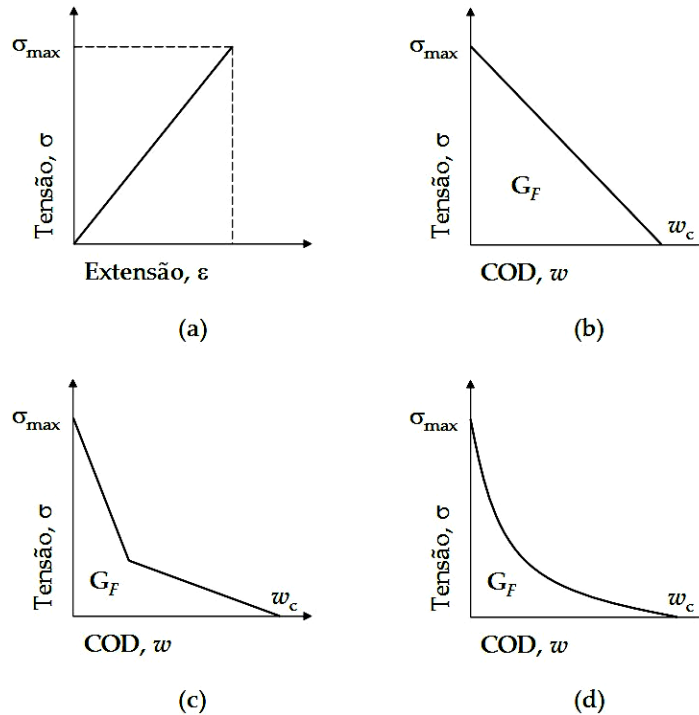 σmax
Tensão, σ
Extensão, ε
(a)
σmax
Tensão, σ
GF
wc
COD, w
(b)
σmax
Tensão, σ
GF
wc
COD, w
(c)
σmax
Tensão, σ
GF
wc
COD, w
(d)